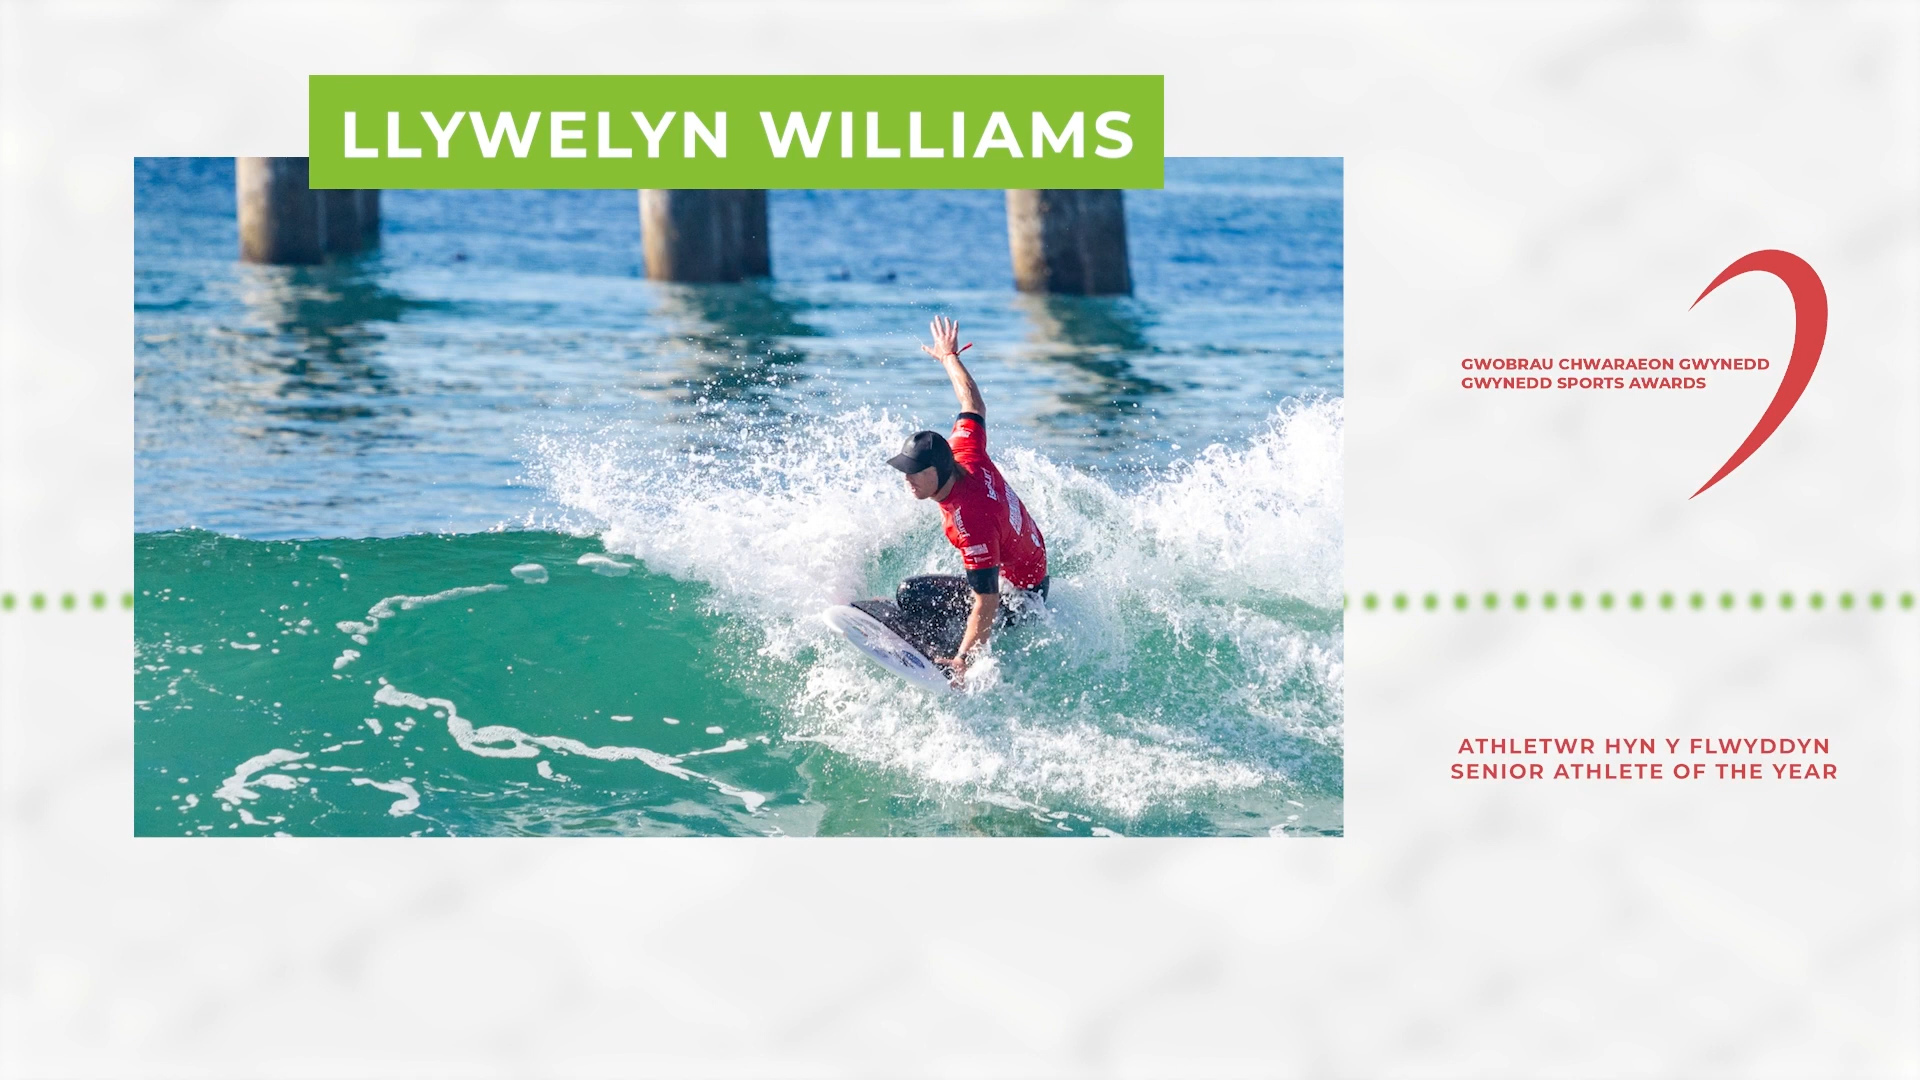 LLYWELYN WILLIAMS
GWOBRAU CHWARAEON GWYNEDD
GWYNEDD SPORTS AWARDS
ATHLETWR HYN Y FLWYDDYN
SENIOR ATHLETE OF THE YEAR